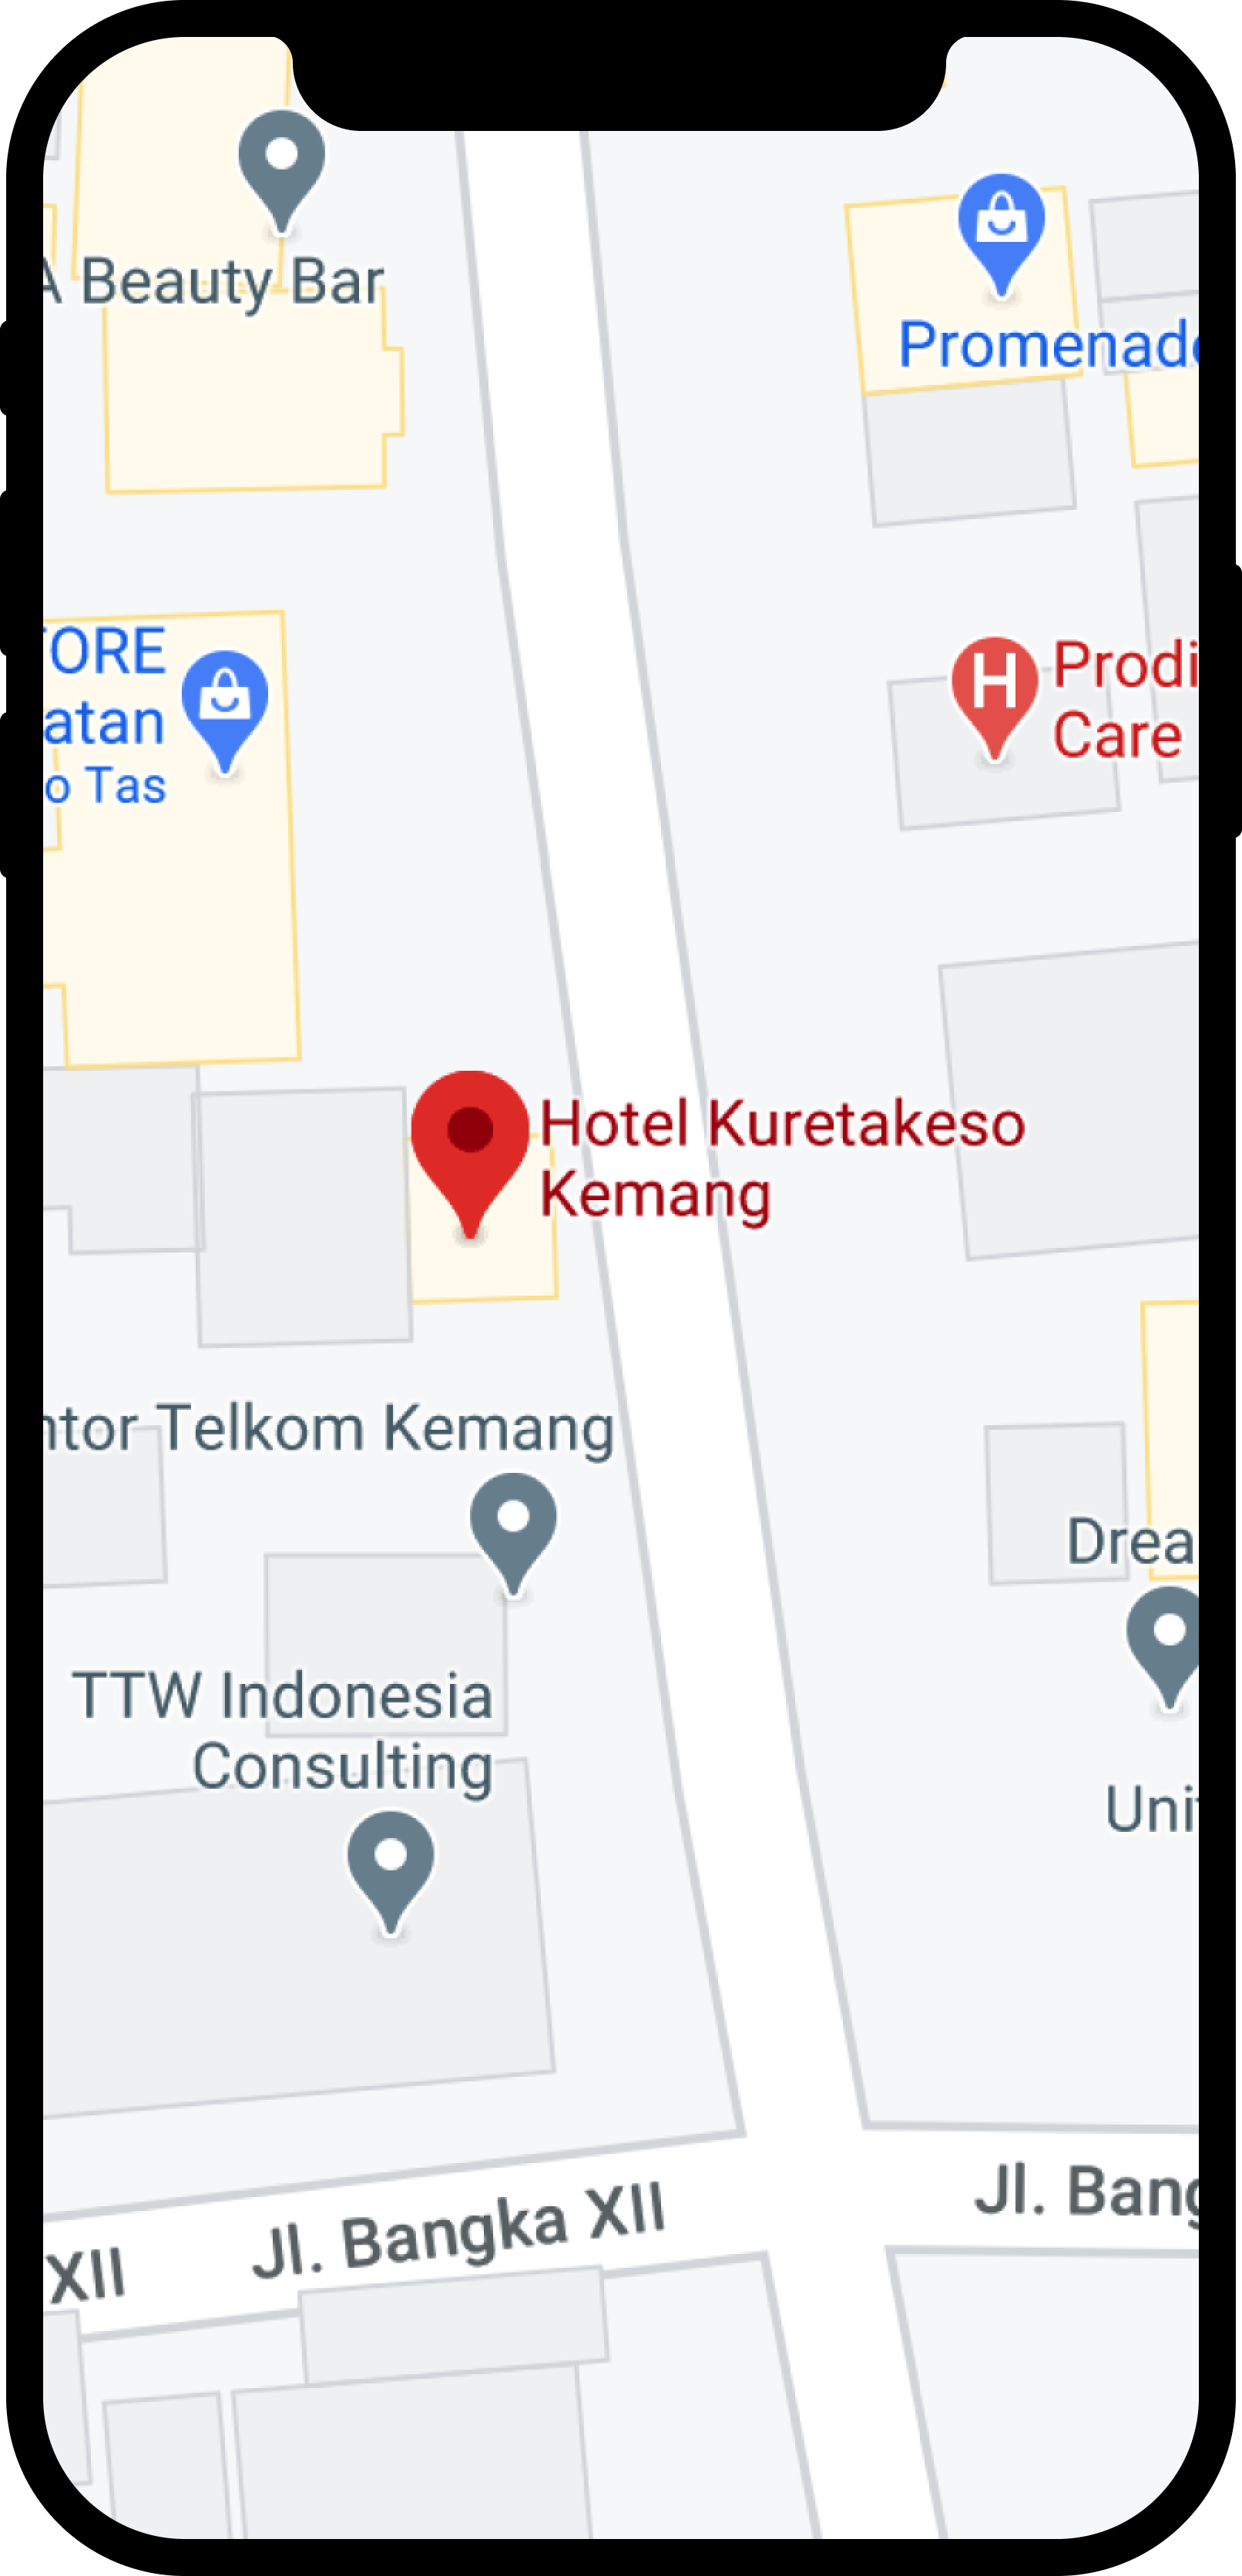 A Beauty Bar
Promenade
ORE
atan
o Tas
Prodi
Care
Hotel Kuretakeso
Kemang
ntor Telkom Kemang
Drea
TTW Indonesia
Consulting
Uni
Jl. Bangka XII
Jl. Bang
XII
H